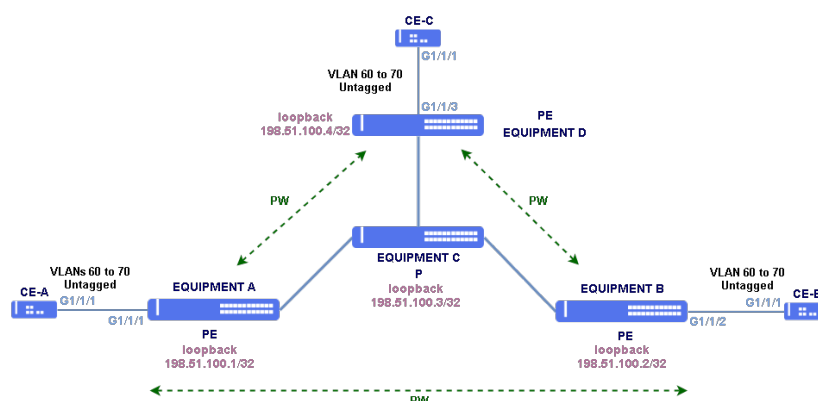 CE-C
G1/1/1
VLAN 60 to 70
Untagged
G1/1/3
loopback
198.51.100.4/32
PE
EQUIPMENT D
PW
PW
EQUIPMENT C
P
loopback
198.51.100.3/32
VLANs 60 to 70
Untagged
CE-A
G1/1/1
G1/1/1
EQUIPMENT A
PE
loopback
198.51.100.1/32
EQUIPMENT B
PE
loopback
198.51.100.2/32
VLAN 60 to 70
Untagged
G1/1/1
G1/1/2
PW